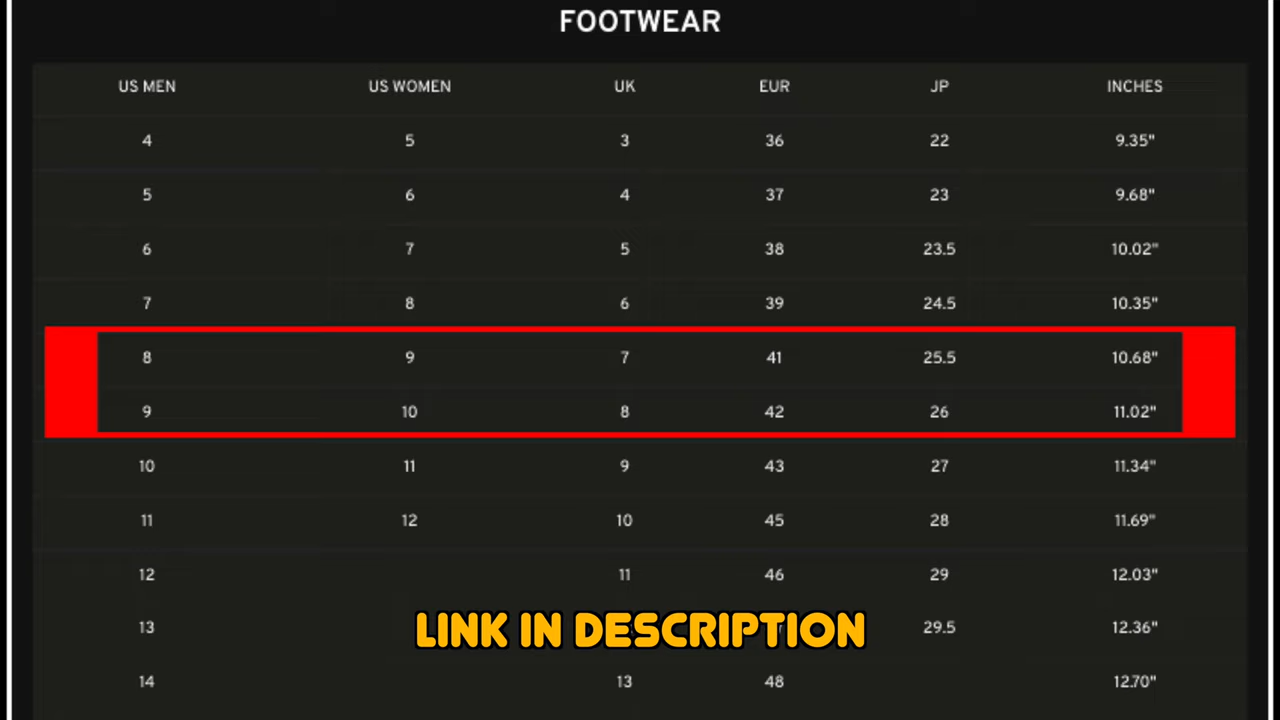 FOOTWEAR
US MEN US WOMEN UK EUR JP INCHES
4 5 3 36 22 9.35"
5 6 4 37 23 9.68"
6 7 5 38 23.5 10.02"
7 8 6 39 24.5 10.35"
8 9 7 41 25.5 10.68"
9 10 8 42 26 11.02"
10 11 9 43 27 11.34"
11 12 10 45 28 11.69"
12 11 46 29 12.03"
13 29.5 12.36"
LINK IN DESCRIPTION
14 13 48 12.70"